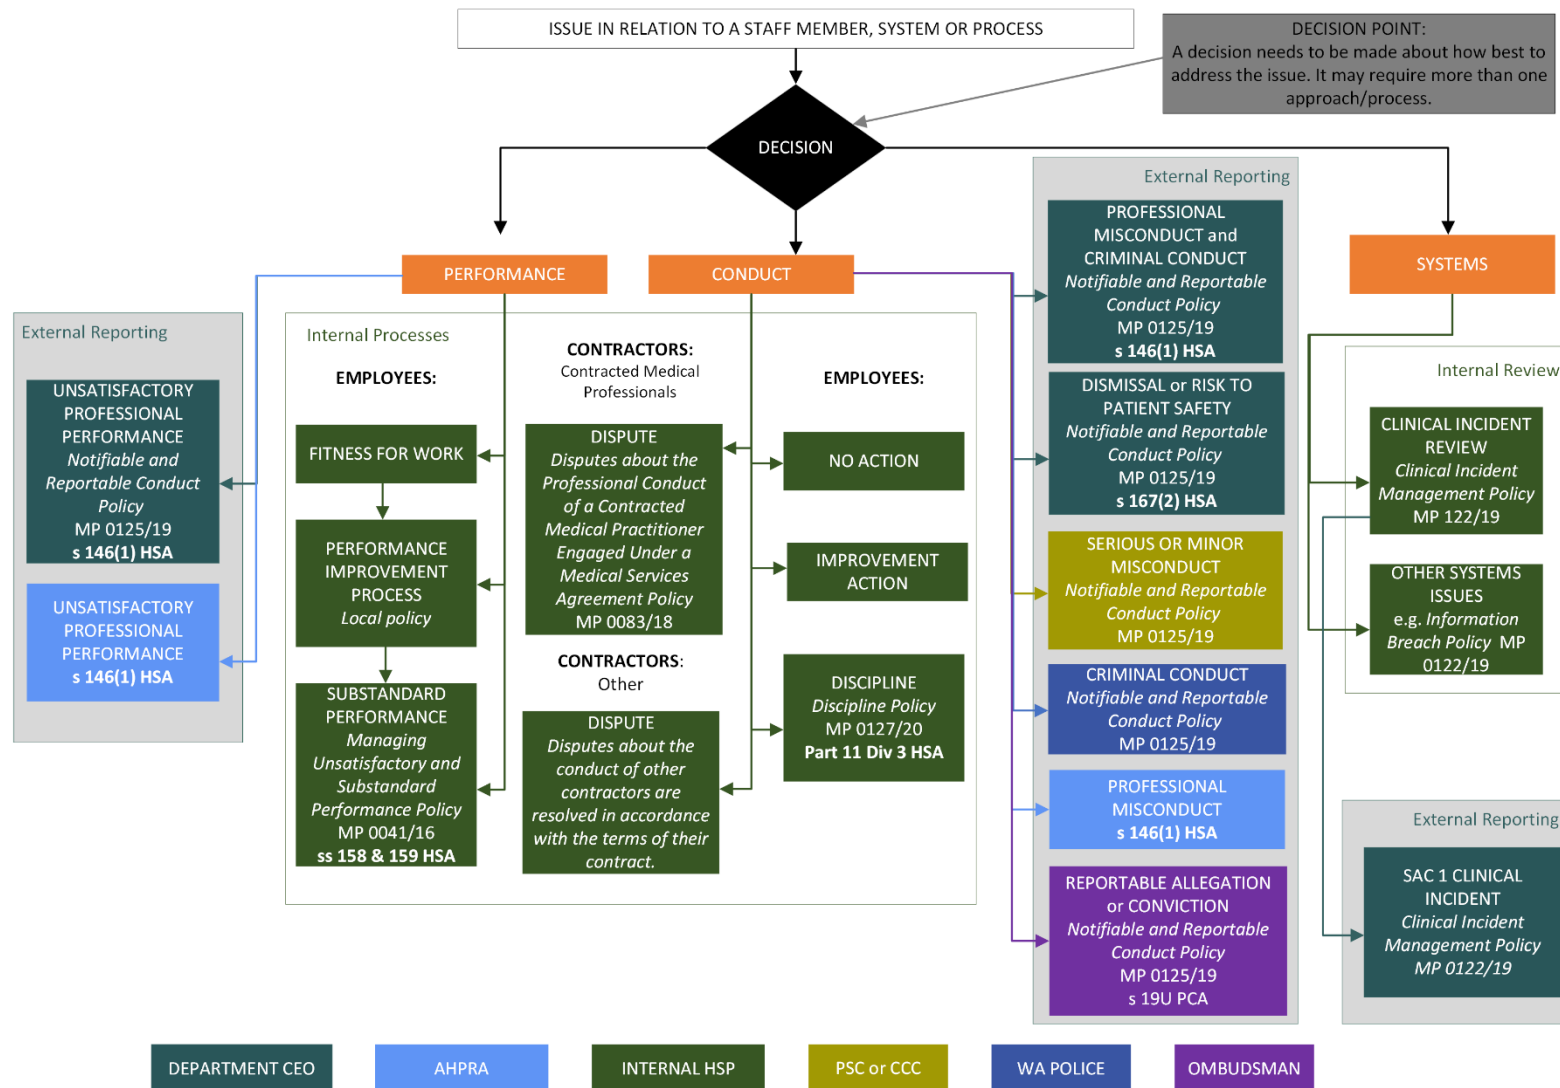 ISSUE IN RELATION TO A STAFF MEMBER, SYSTEM OR PROCESS
DECISION POINT:
A decision needs to be made about how best to
address the issue. It may require more than one
approach/process.
DECISION
PERFORMANCE
CONDUCT
SYSTEMS
External Reporting
UNSATISFACTORY
PROFESSIONAL
PERFORMANCE
Notifiable and
Reportable Conduct
Policy
MP 0125/19
s 146(1) HSA
UNSATISFACTORY
PROFESSIONAL
PERFORMANCE
s 146(1) HSA
Internal Processes
EMPLOYEES:
FITNESS FOR WORK
PERFORMANCE
IMPROVEMENT
PROCESS
Local policy
SUBSTANDARD
PERFORMANCE
Managing
Unsatisfactory and
Substandard
Performance Policy
MP 0041/16
ss 158 & 159 HSA
CONTRACTORS:
Contracted Medical
Professionals
DISPUTE
Disputes about the
Professional Conduct
of a Contracted
Medical Practitioner
Engaged Under a
Medical Services
Agreement Policy
MP 0083/18
CONTRACTORS:
Other
DISPUTE
Disputes about the
conduct of other
contractors are
resolved in accordance
with the terms of their
contract.
EMPLOYEES:
NO ACTION
IMPROVEMENT
ACTION
DISCIPLINE
Discipline Policy
MP 0127/20
Part 11 Div 3 HSA
External Reporting
PROFESSIONAL
MISCONDUCT and
CRIMINAL CONDUCT
Notifiable and Reportable
Conduct Policy
MP 0125/19
s 146(1) HSA
DISMISSAL or RISK TO
PATIENT SAFETY
Notifiable and Reportable
Conduct Policy
MP 0125/19
s 167(2) HSA
SERIOUS OR MINOR
MISCONDUCT
Notifiable and Reportable
Conduct Policy
MP 0125/19
CRIMINAL CONDUCT
Notifiable and Reportable
Conduct Policy
MP 0125/19
PROFESSIONAL
MISCONDUCT
s 146(1) HSA
REPORTABLE ALLEGATION
or CONVICTION
Notifiable and Reportable
Conduct Policy
MP 0125/19
s 19U PCA
Internal Review
CLINICAL INCIDENT
REVIEW
Clinical Incident
Management Policy
MP 122/19
OTHER SYSTEMS
ISSUES
e.g. Information
Breach Policy MP
0122/19
External Reporting
SAC 1 CLINICAL
INCIDENT
Clinical Incident
Management Policy
MP 0122/19
DEPARTMENT CEO
AHPRA
INTERNAL HSP
PSC or CCC
WA POLICE
OMBUDSMAN